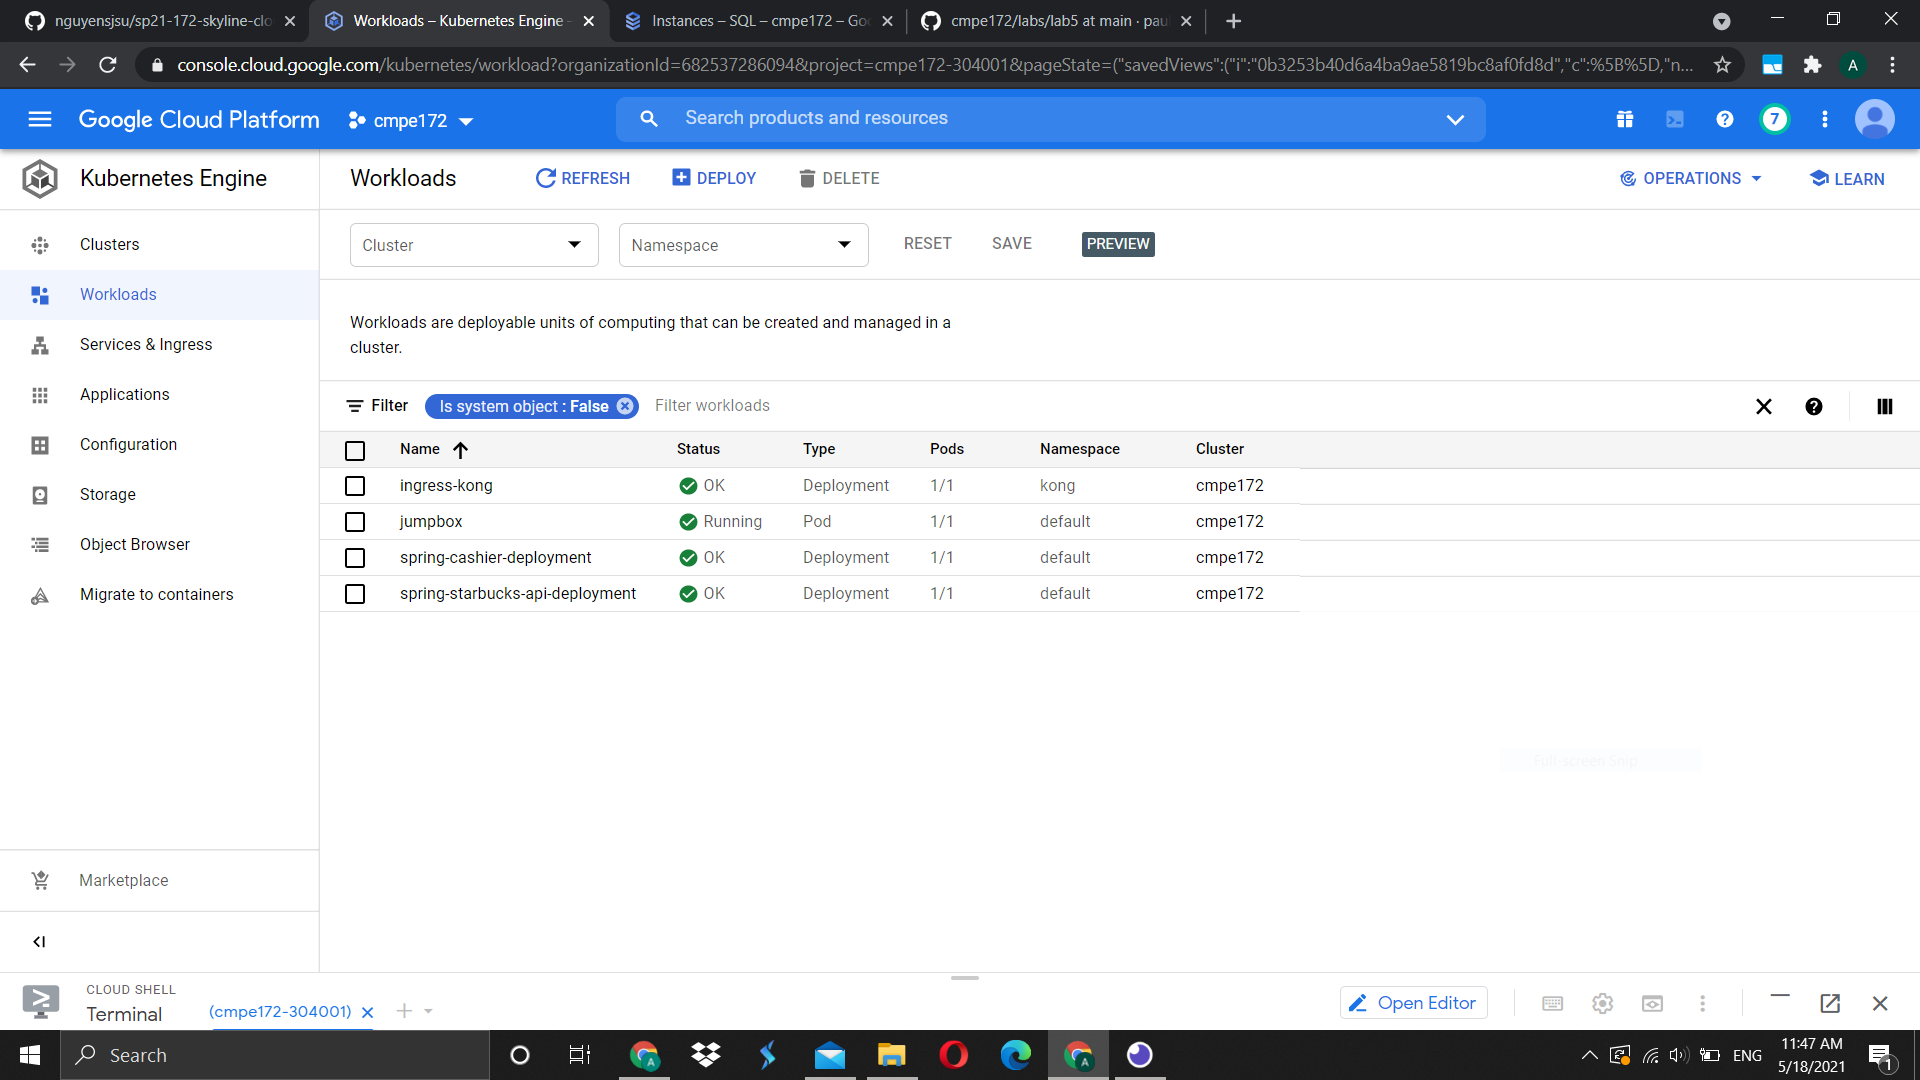 nguyensjsu/sp21-172-skyline-clo
Workloads – Kubernetes Engine –
Instances – SQL – cmpe172 – Goo
cmpe172/labs/lab5 at main · pau
console.cloud.google.com/kubernetes/workload?organizationId=682537286094&project=cmpe172-304001&pageState=("savedViews":("i":"0b3253b40d6a4ba9ae5819bc8af0fd8d","c":%5B%5D,"n...
A
Google Cloud Platform
cmpe172
Search products and resources
7
Kubernetes Engine
Workloads
REFRESH
DEPLOY
DELETE
OPERATIONS
LEARN
Clusters
Workloads
Services & Ingress
Applications
Configuration
Storage
Object Browser
Migrate to containers
Marketplace
Cluster
Namespace
RESET
SAVE
PREVIEW
Workloads are deployable units of computing that can be created and managed in a
cluster.
Filter
Is system object : False
Filter workloads
Name Status Type Pods Namespace Cluster
ingress-kong OK Deployment 1/1 kong cmpe172
jumpbox Running Pod 1/1 default cmpe172
spring-cashier-deployment OK Deployment 1/1 default cmpe172
spring-starbucks-api-deployment OK Deployment 1/1 default cmpe172
Full-screen Snip
CLOUD SHELL
Terminal
(cmpe172-304001)
Open Editor
Search
ENG
11:47 AM
5/18/2021
1